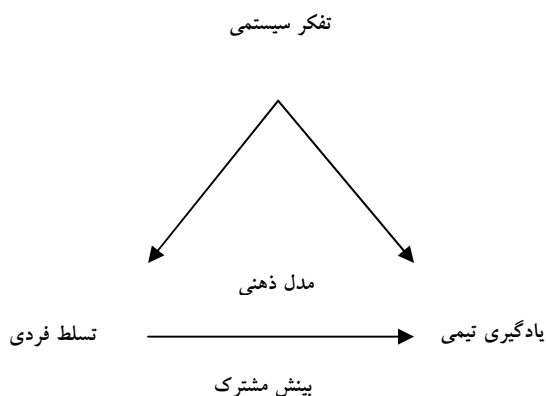 تفکر سیستمی
مدل ذهنی
یادگیری تیمی
تسلط فردی
بینش مشترک